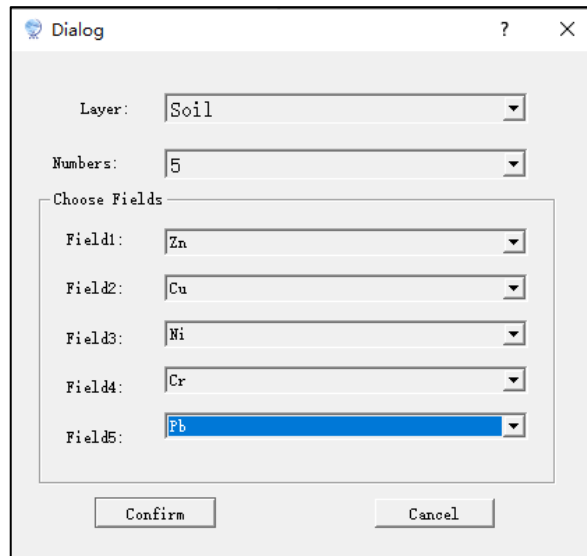 Dialog ?
Layer: Soil
Numbers: 5
Choose Fields
Field1: Zn
Field2: Cu
Field3: Ni
Field4: Cr
Field5: Pb
Confirm Cancel